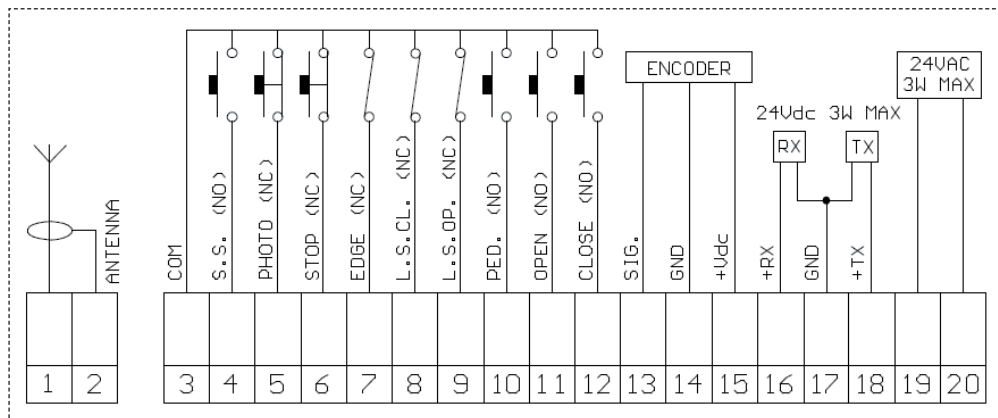 ENCODER
24VAC
3W MAX
24Vdc 3W MAX
RX
TX
ANTENNA
COM
S.S. (NO)
PHOTO (NC)
STOP (NC)
EDGE (NC)
L.S.CL. (NC)
L.S.OP. (NC)
PED. (NO)
OPEN (NO)
CLOSE (NO)
SIG.
GND
+Vdc
+RX
GND
+TX
1 2 3 4 5 6 7 8 9 10 11 12 13 14 15 16 17 18 19 20